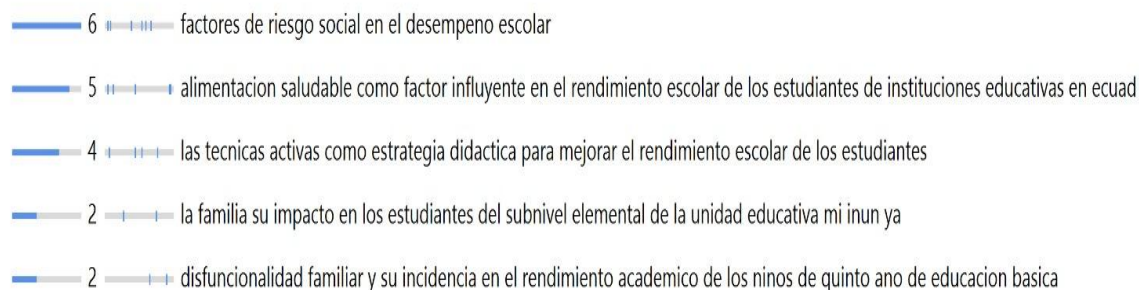 6 factores de riesgo social en el desempeno escolar
5 alimentacion saludable como factor influyente en el rendimiento escolar de los estudiantes de instituciones educativas en ecuad
4 las tecnicas activas como estrategia didactica para mejorar el rendimiento escolar de los estudiantes
2 la familia su impacto en los estudiantes del subnivel elemental de la unidad educativa mi inun ya
2 disfuncionalidad familiar y su incidencia en el rendimiento academico de los ninos de quinto ano de educacion basica